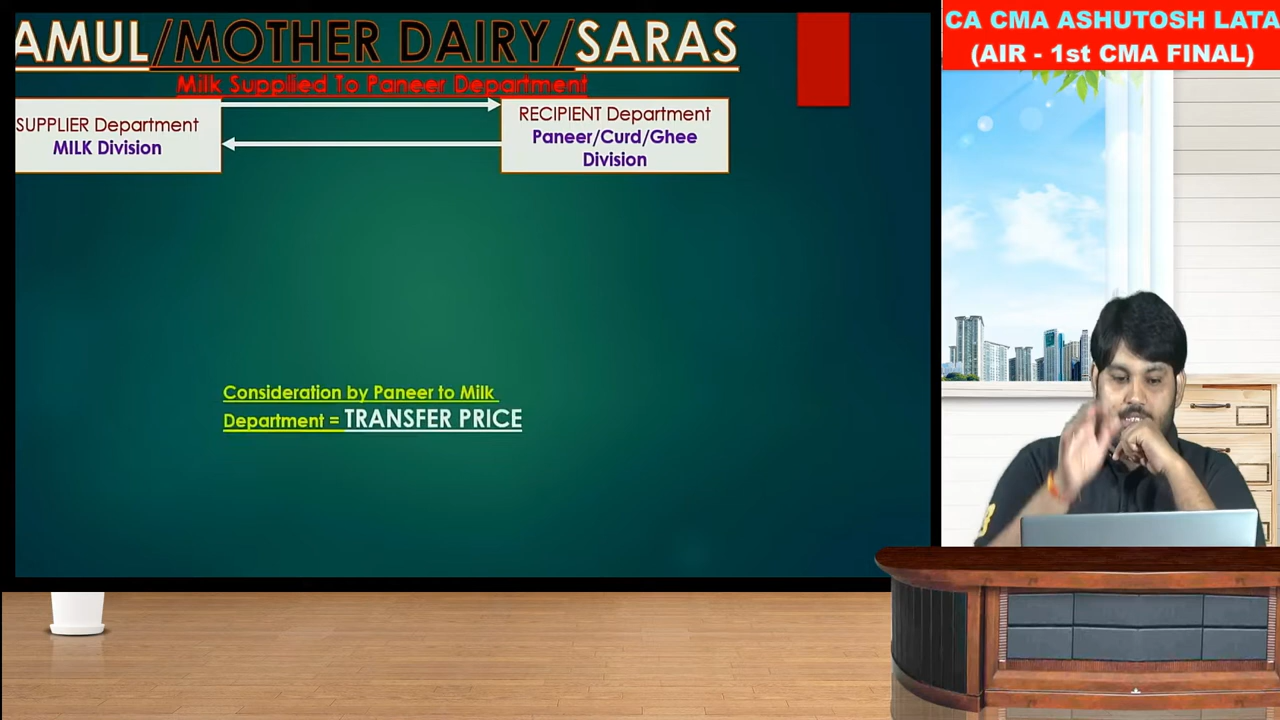 AMUL/MOTHER DAIRY/SARAS
Milk Supplied To Paneer Department
SUPPLIER Department
MILK Division
RECIPIENT Department
Paneer/Curd/Ghee
Division
Consideration by Paneer to Milk
Department = TRANSFER PRICE
CA CMA ASHUTOSH LATA
(AIR - 1st CMA FINAL)